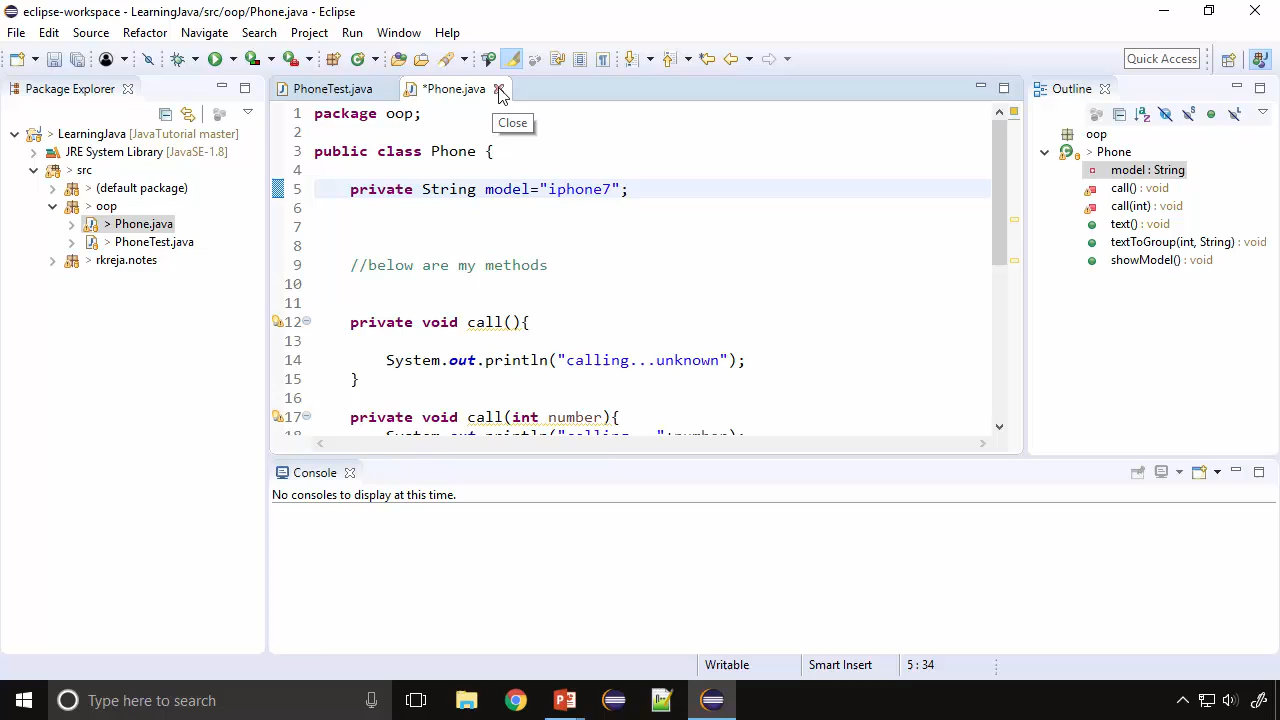 eclipse-workspace - LearningJava/src/oop/Phone.java - Eclipse
File Edit Source Refactor Navigate Search Project Run Window Help
Quick Access
Package Explorer
PhoneTest.java
*Phone.java
Outline
Close
LearningJava [JavaTutorial master]
JRE System Library [JavaSE-1.8]
> src
> (default package)
> oop
> Phone.java
> PhoneTest.java
> rkreja.notes
1 package oop;
2
3 public class Phone {
4
5 private String model="iphone7";
6
7
8
9 //below are my methods
10
11
12 private void call(){
13
14 System.out.println("calling...unknown");
15 }
16
17 private void call(int number){
18 System.out.println("calling... "+number);
oop
> Phone
model : String
call() : void
call(int) : void
text() : void
textToGroup(int, String) : void
showModel() : void
Console
No consoles to display at this time.
Writable
Smart Insert
5 : 34
Type here to search